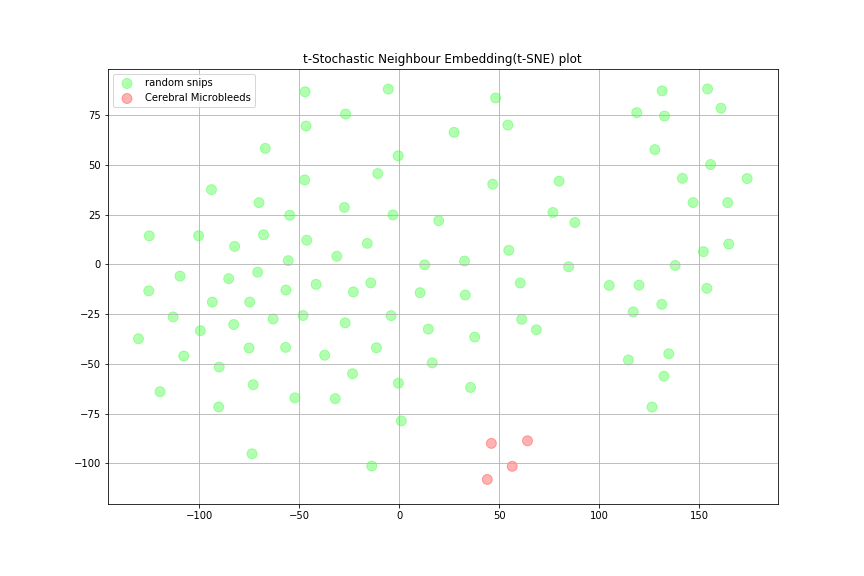 t-Stochastic Neighbour Embedding(t-SNE) plot
random snips
Cerebral Microbleeds
75
50
25
0
−25
−50
−75
−100
−100 −50 0 50 100 150